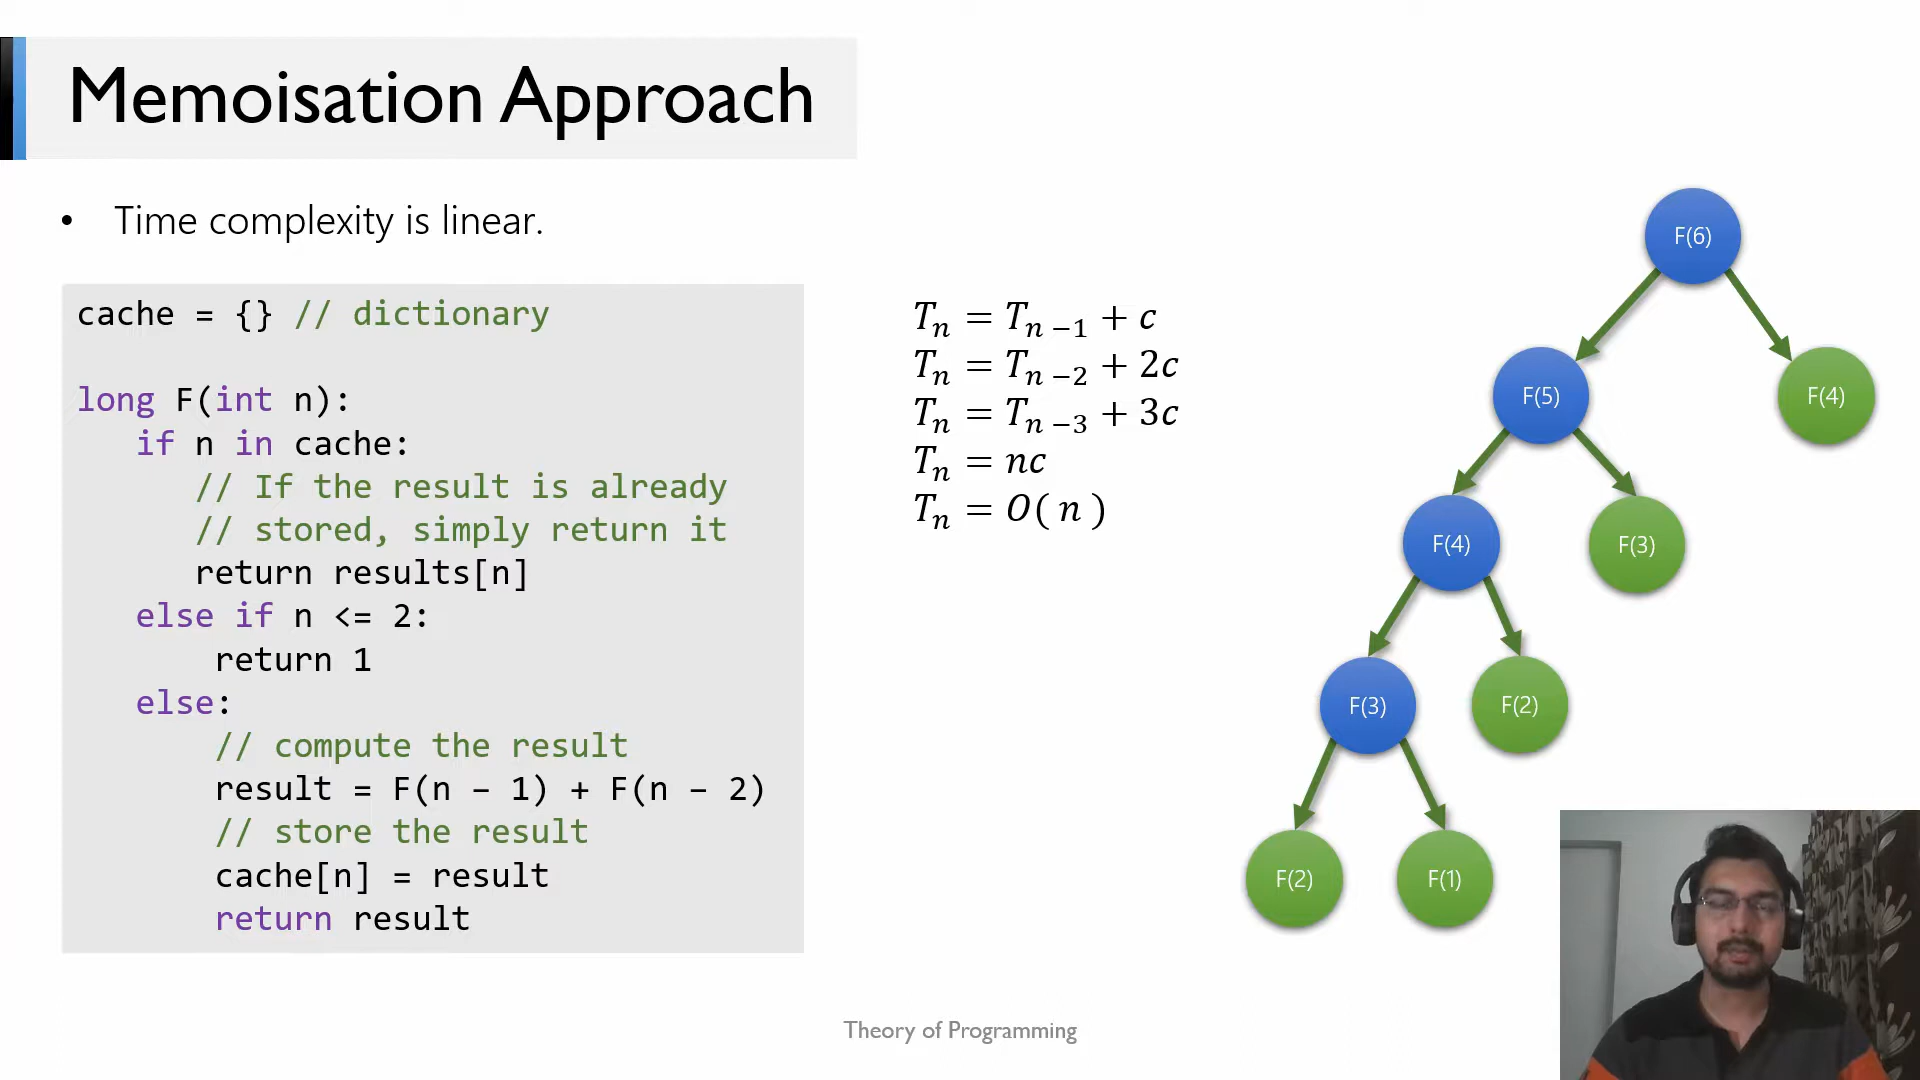 Memoisation Approach
• Time complexity is linear.
cache = {} // dictionary
long F(int n):
if n in cache:
// If the result is already
// stored, simply return it
return results[n]
else if n <= 2:
return 1
else:
// compute the result
result = F(n – 1) + F(n – 2)
// store the result
cache[n] = result
return result
Tₙ = Tₙ ₋₁ + c
Tₙ = Tₙ ₋₂ + 2c
Tₙ = Tₙ ₋₃ + 3c
Tₙ = nc
Tₙ = O( n )
F(6)
F(5)
F(4)
F(4)
F(3)
F(3)
F(2)
F(2)
F(1)
Theory of Programming